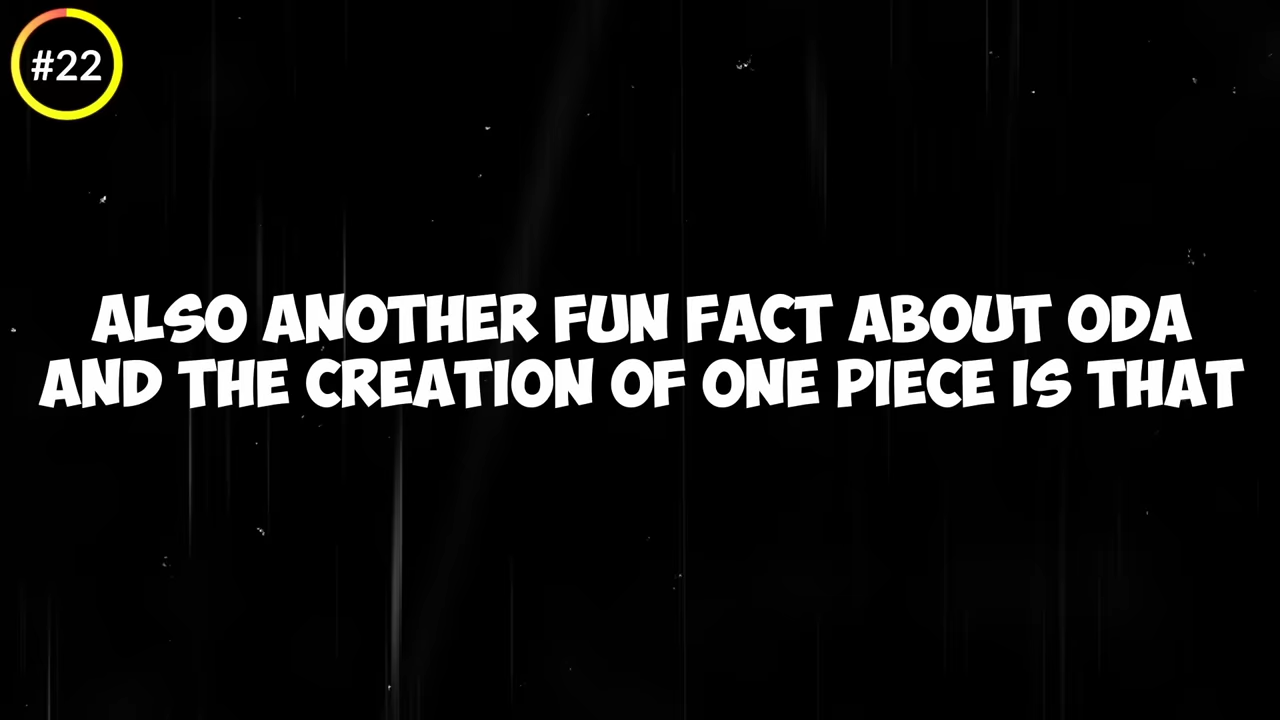 #22
ALSO ANOTHER FUN FACT ABOUT ODA
AND THE CREATION OF ONE PIECE IS THAT